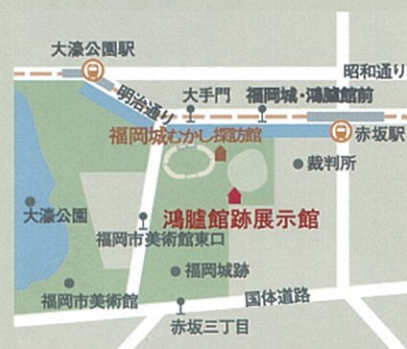 大濠公園駅
昭和通り
明治通り
大手門
福岡城・鴻臚館前
福岡城むかし探訪館
赤坂駅
裁判所
大濠公園
鴻臚館跡展示館
福岡市美術館東口
福岡城跡
福岡市美術館
国体道路
赤坂三丁目